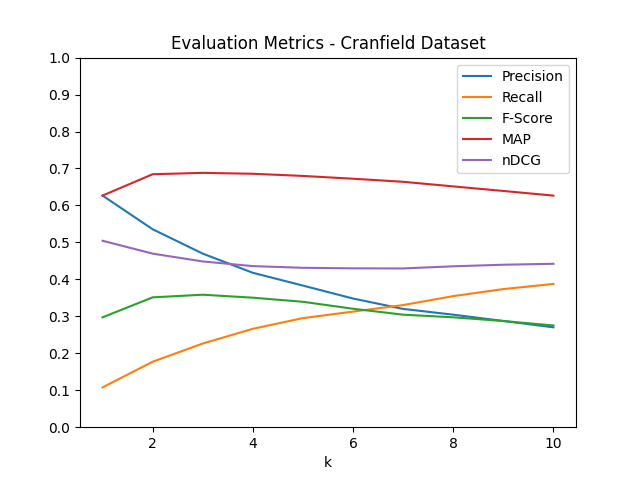 Evaluation Metrics - Cranfield Dataset
1.0
0.9
0.8
0.7
0.6
0.5
0.4
0.3
0.2
0.1
0.0
Precision
Recall
F-Score
MAP
nDCG
2 4 6 8 10
k